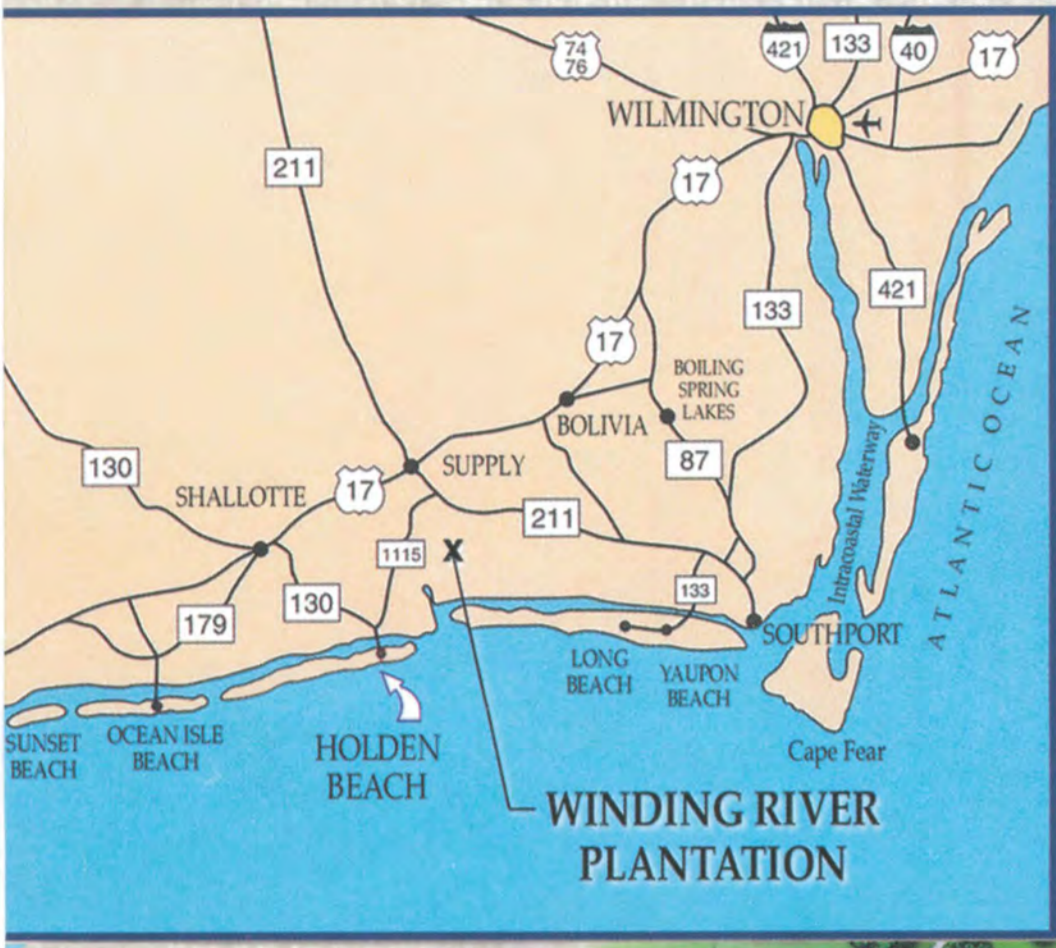 74
76
421
133
40
17
WILMINGTON
211
17
133
421
17
BOILING
SPRING
LAKES
BOLIVIA
ATLANTIC OCEAN
130
SHALLOTTE
17
SUPPLY
87
Intracoastal Waterway
211
1115
X
130
179
133
SOUTHPORT
LONG
BEACH
YAUPON
BEACH
SUNSET
BEACH
OCEAN ISLE
BEACH
HOLDEN
BEACH
Cape Fear
WINDING RIVER
PLANTATION